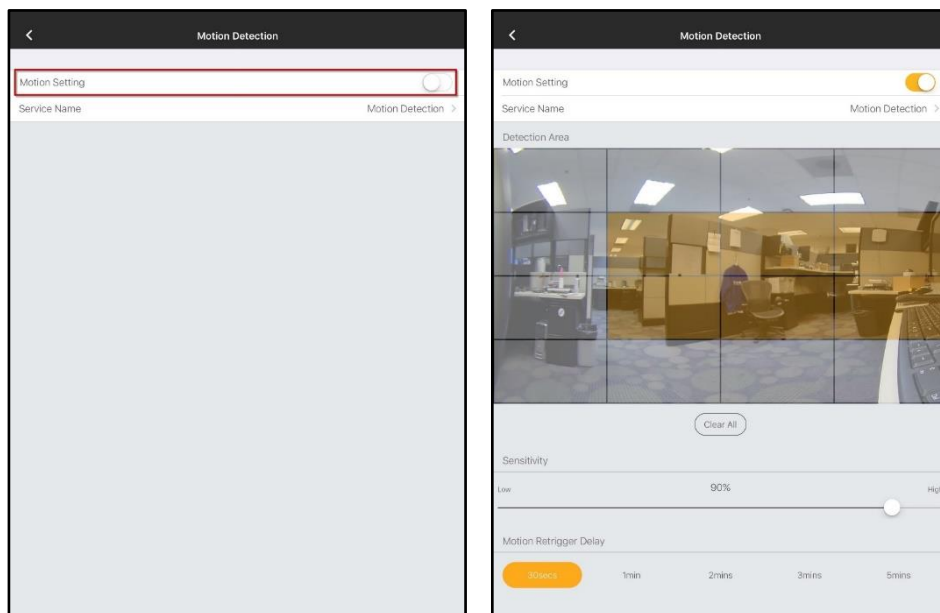 Motion Detection
Motion Setting
Service Name Motion Detection
Motion Detection
Motion Setting
Service Name Motion Detection
Detection Area
Clear All
Sensitivity
Low 90% High
Motion Retrigger Delay
30secs 1min 2mins 3mins 5mins